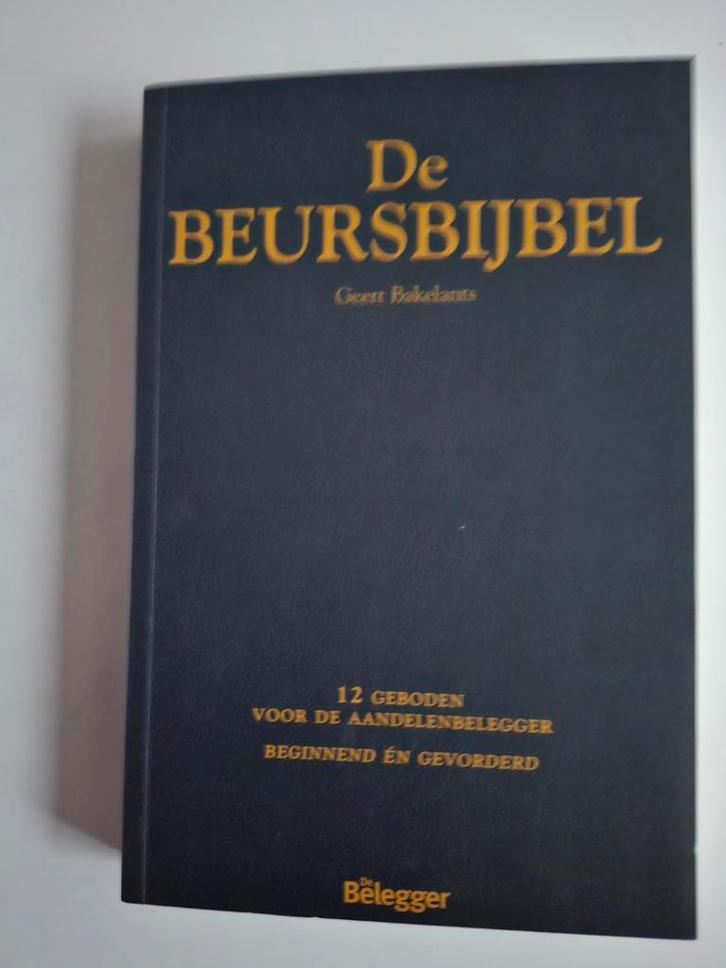 De
BEURSBIJBEL
Geert Bakelants
12 GEBODEN
VOOR DE AANDELENBELEGGER
BEGINNEND ÉN GEVORDERD
De
Belegger